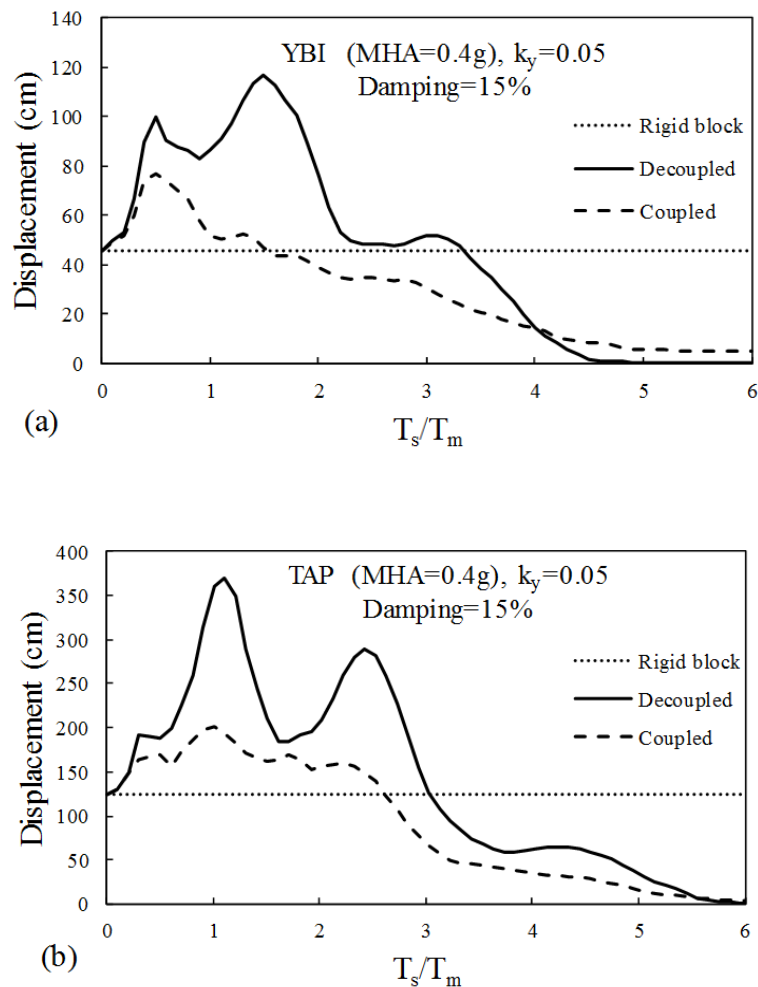 140
YBI (MHA=0.4g), ky=0.05
Damping=15%
120
100
80
60
40
20
0
Displacement (cm)
Rigid block
Decoupled
Coupled
0 1 2 3 4 5 6
(a)
Ts/Tm
400
TAP (MHA=0.4g), ky=0.05
Damping=15%
350
300
250
200
150
100
50
0
Displacement (cm)
Rigid block
Decoupled
Coupled
0 1 2 3 4 5 6
(b)
Ts/Tm